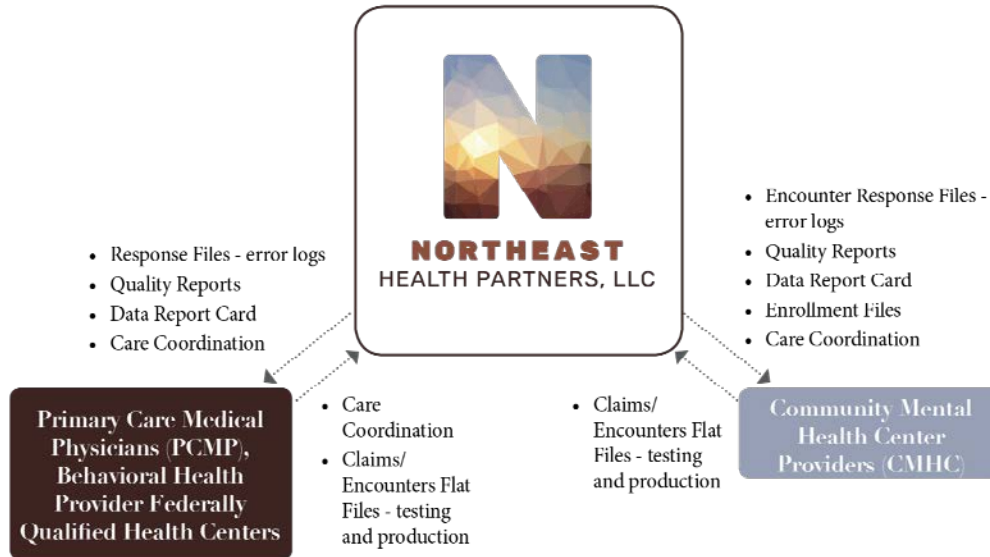 NORTHEAST
HEALTH PARTNERS, LLC
• Response Files - error logs
• Quality Reports
• Data Report Card
• Care Coordination
• Encounter Response Files -
error logs
• Quality Reports
• Data Report Card
• Enrollment Files
• Care Coordination
Primary Care Medical
Physicians (PCMP),
Behavioral Health
Provider Federally
Qualified Health Centers
• Care
Coordination
• Claims/
Encounters Flat
Files - testing
and production
• Claims/
Encounters Flat
Files - testing
and production
Community Mental
Health Center
Providers (CMHC)